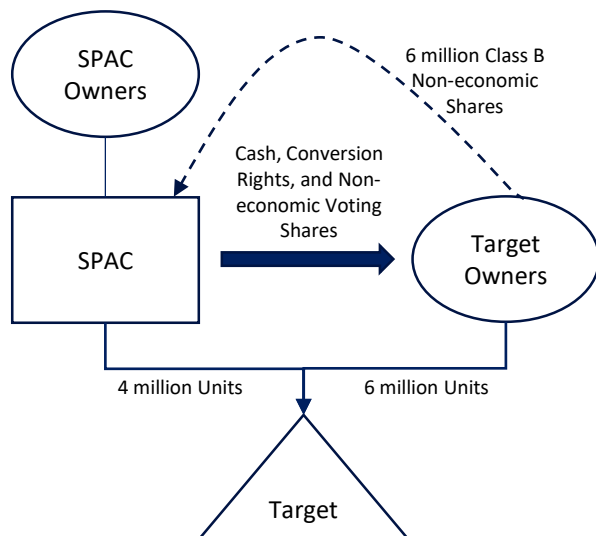 SPAC
Owners
6 million Class B
Non-economic
Shares
Cash, Conversion
Rights, and Non-
economic Voting
Shares
SPAC
Target
Owners
4 million Units
6 million Units
Target